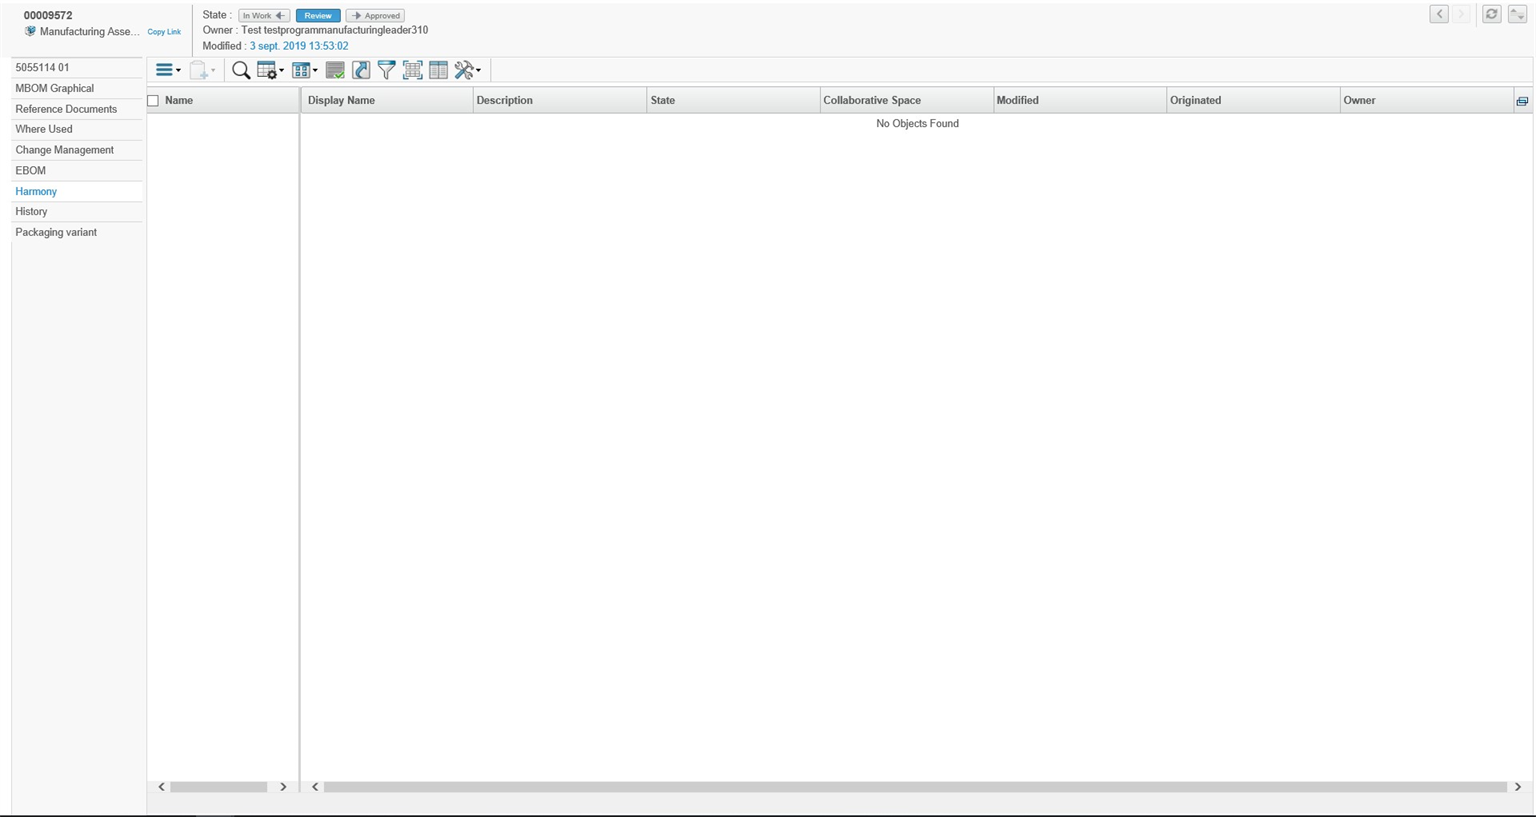 00009572
Manufacturing Asse... Copy Link
State : In Work Review Approved
Owner : Test testprogrammanufacturingleader310
Modified : 3 sept. 2019 13:53:02
5055114 01
MBOM Graphical
Reference Documents
Where Used
Change Management
EBOM
Harmony
History
Packaging variant
Name Display Name Description State Collaborative Space Modified Originated Owner
No Objects Found